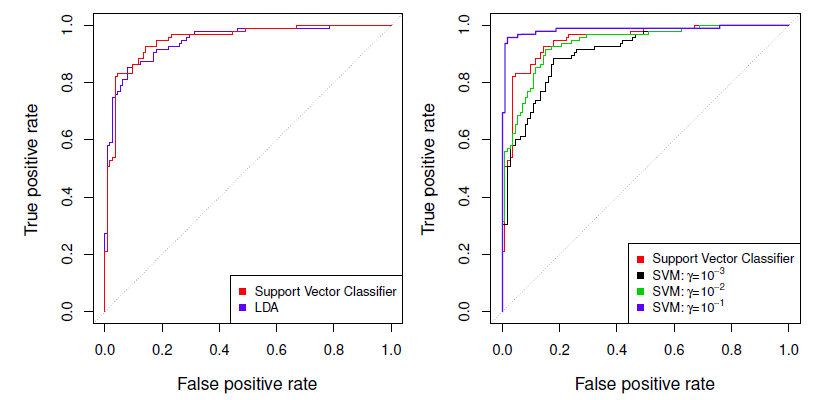 True positive rate
1.0
0.8
0.6
0.4
0.2
0.0
Support Vector Classifier
LDA
0.0 0.2 0.4 0.6 0.8 1.0
False positive rate
True positive rate
1.0
0.8
0.6
0.4
0.2
0.0
Support Vector Classifier
SVM: γ=10⁻³
SVM: γ=10⁻²
SVM: γ=10⁻¹
0.0 0.2 0.4 0.6 0.8 1.0
False positive rate